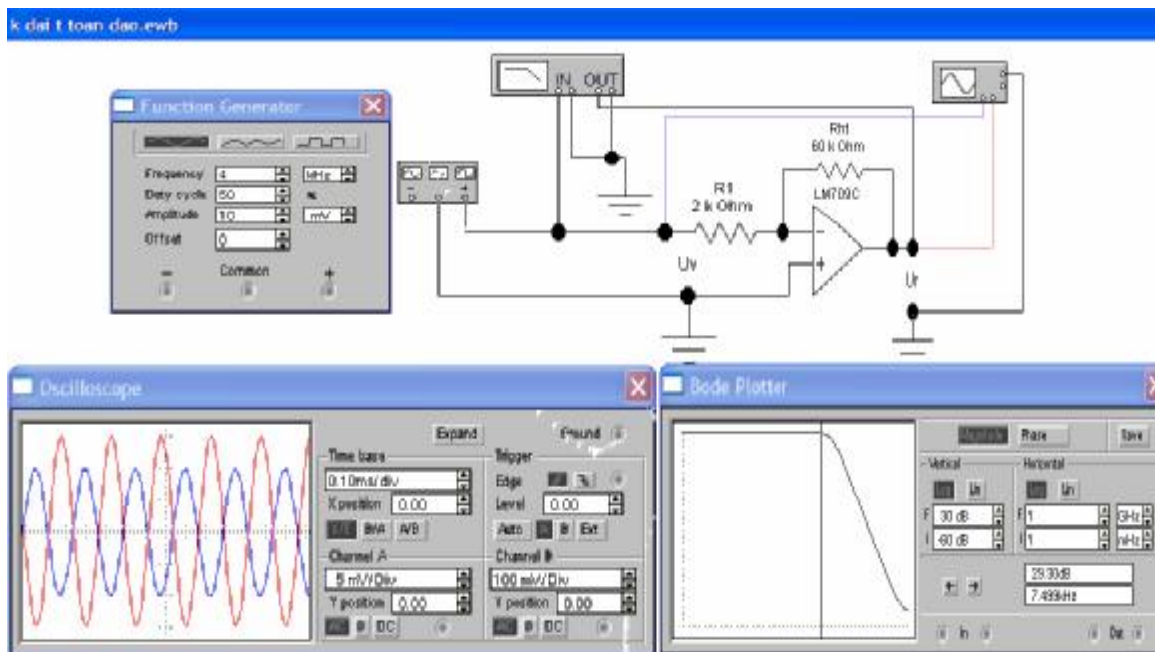 k dai t toan dao.ewb
IN OUT
Function Generator
Frequency 4 kHz
Duty cycle 50 %
Amplitude 10 mV
Offset 0
- Common +
Rht
60 k Ohm
LM709C
R1
2 k Ohm
Uv
Ur
Oscilloscope
Expand Ground
Time base
0.10ms/div
X position 0.00
B/A A/B
Trigger
Edge
Level 0.00
Auto A B Ext
Channel A
5 mV/Div
Y position 0.00
AC 0 DC
Channel B
100 mV/Div
Y position 0.00
AC 0 DC
Bode Plotter
Magnitude Phase Save
Vertical
Log Lin
F 30 dB
I -60 dB
Horizontal
Log Lin
F 1 GHz
I 1 mHz
29.30dB
7.499kHz
In Out